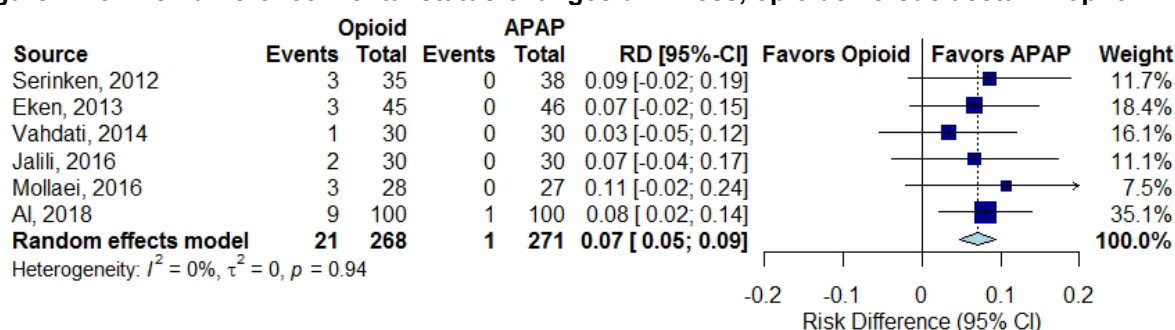 Opioid APAP
Source Events Total Events Total RD [95%-CI] Favors Opioid Favors APAP Weight
Serinken, 2012 3 35 0 38 0.09 [-0.02; 0.19] 11.7%
Eken, 2013 3 45 0 46 0.07 [-0.02; 0.15] 18.4%
Vahdati, 2014 1 30 0 30 0.03 [-0.05; 0.12] 16.1%
Jalili, 2016 2 30 0 30 0.07 [-0.04; 0.17] 11.1%
Mollaei, 2016 3 28 0 27 0.11 [-0.02; 0.24] 7.5%
Al, 2018 9 100 1 100 0.08 [ 0.02; 0.14] 35.1%
Random effects model 21 268 1 271 0.07 [ 0.05; 0.09] 100.0%
Heterogeneity: I² = 0%, τ² = 0, p = 0.94
-0.2 -0.1 0 0.1 0.2
Risk Difference (95% CI)